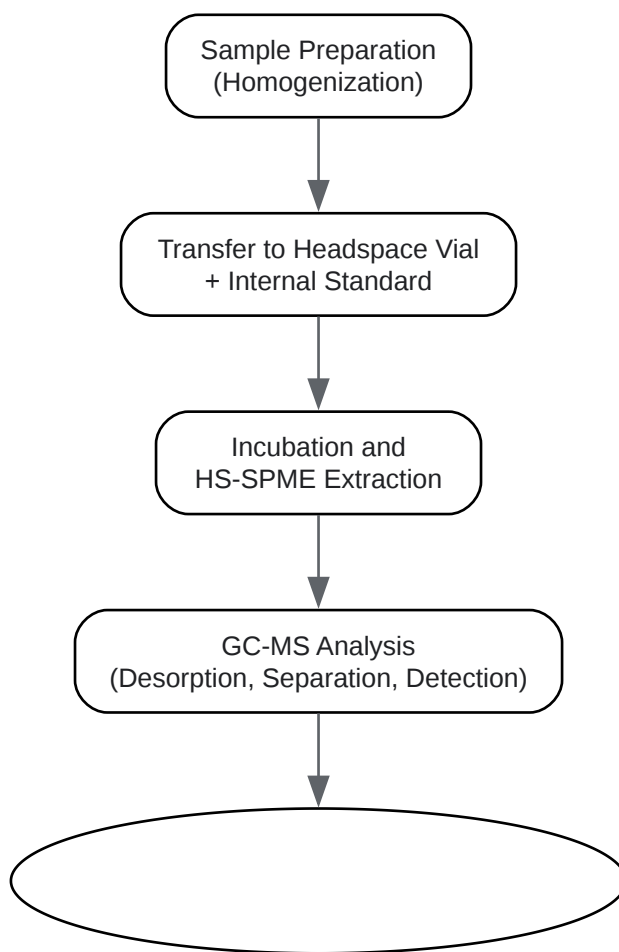 Sample Preparation
(Homogenization)
Transfer to Headspace Vial
+ Internal Standard
Incubation and
HS-SPME Extraction
GC-MS Analysis
(Desorption, Separation, Detection)